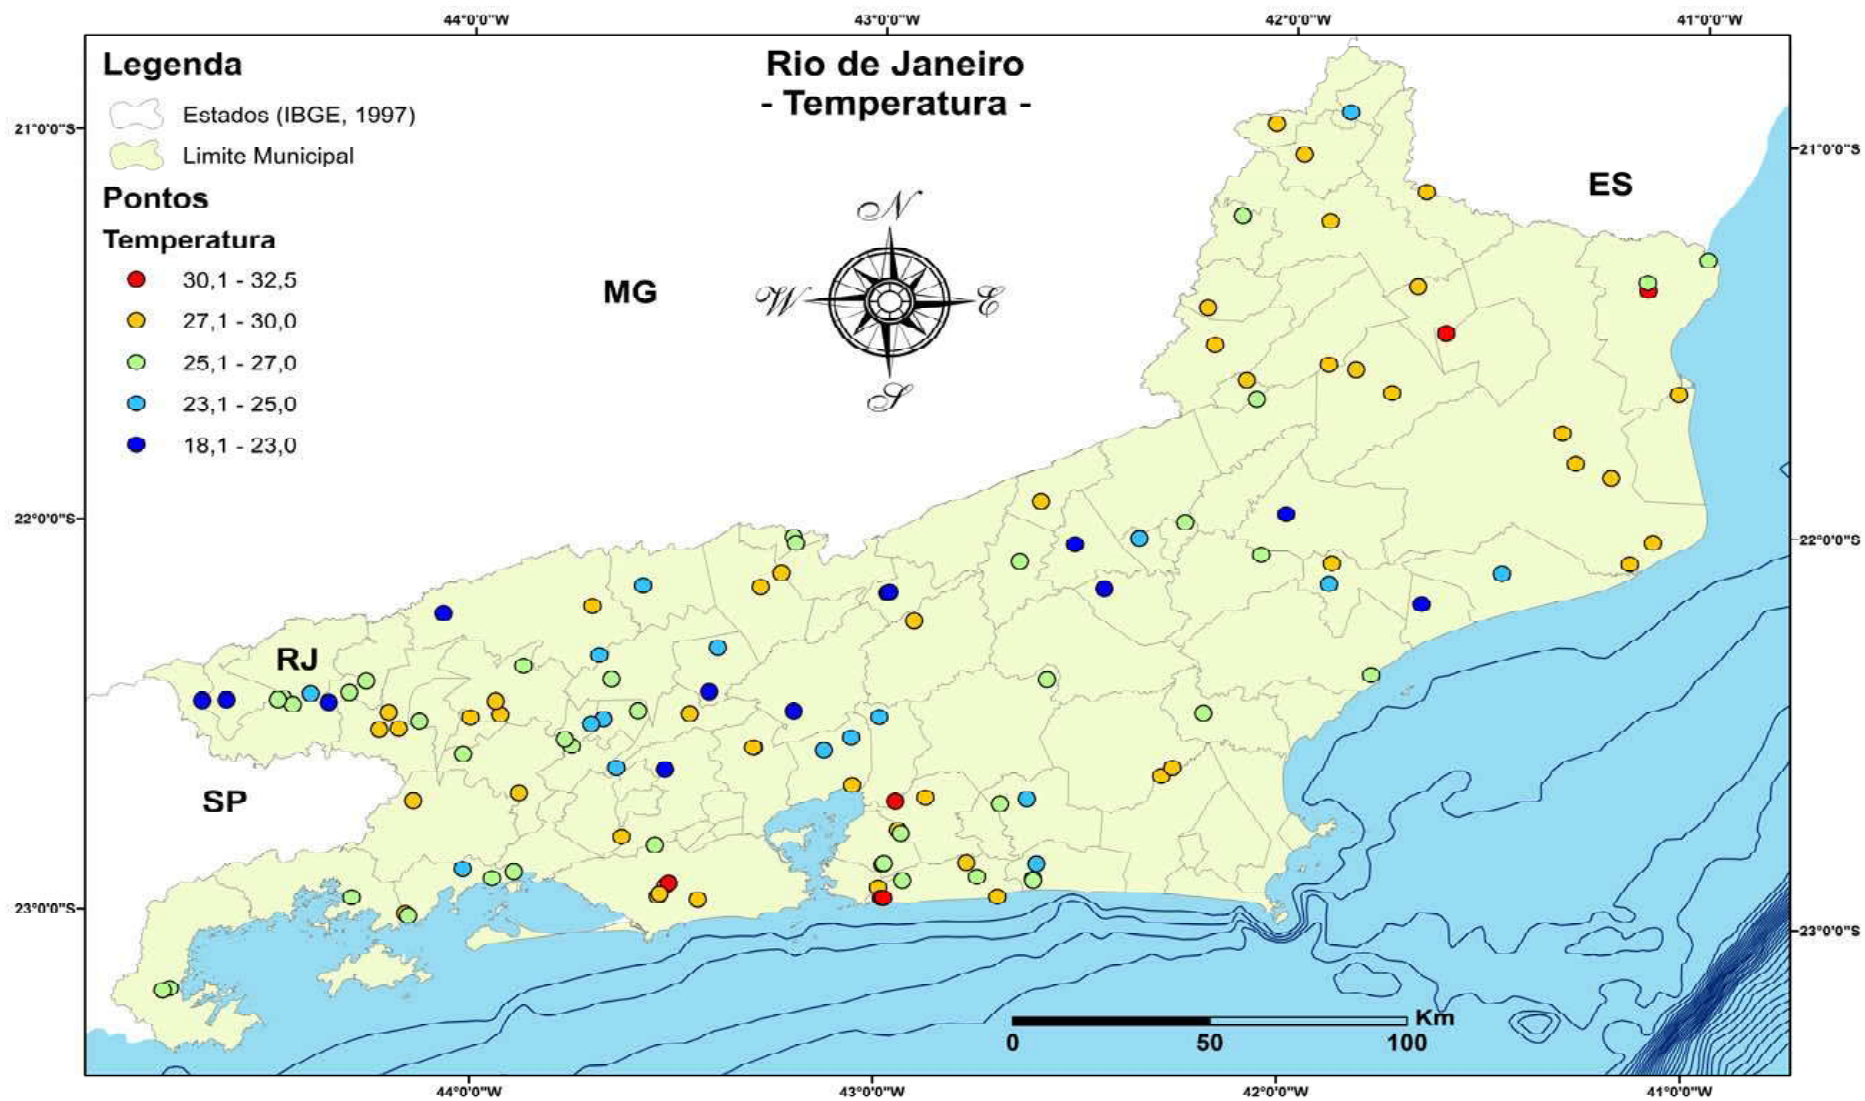 44°0'0"W 43°0'0"W 42°0'0"W 41°0'0"W
Legenda
Estados (IBGE, 1997)
Limite Municipal
Pontos
Temperatura
30,1 - 32,5
27,1 - 30,0
25,1 - 27,0
23,1 - 25,0
18,1 - 23,0
Rio de Janeiro
- Temperatura -
N
W E
S
MG
ES
RJ
SP
21°0'0"S 21°0'0"S
22°0'0"S 22°0'0"S
23°0'0"S 23°0'0"S
Km
0 50 100
44°0'0"W 43°0'0"W 42°0'0"W 41°0'0"W